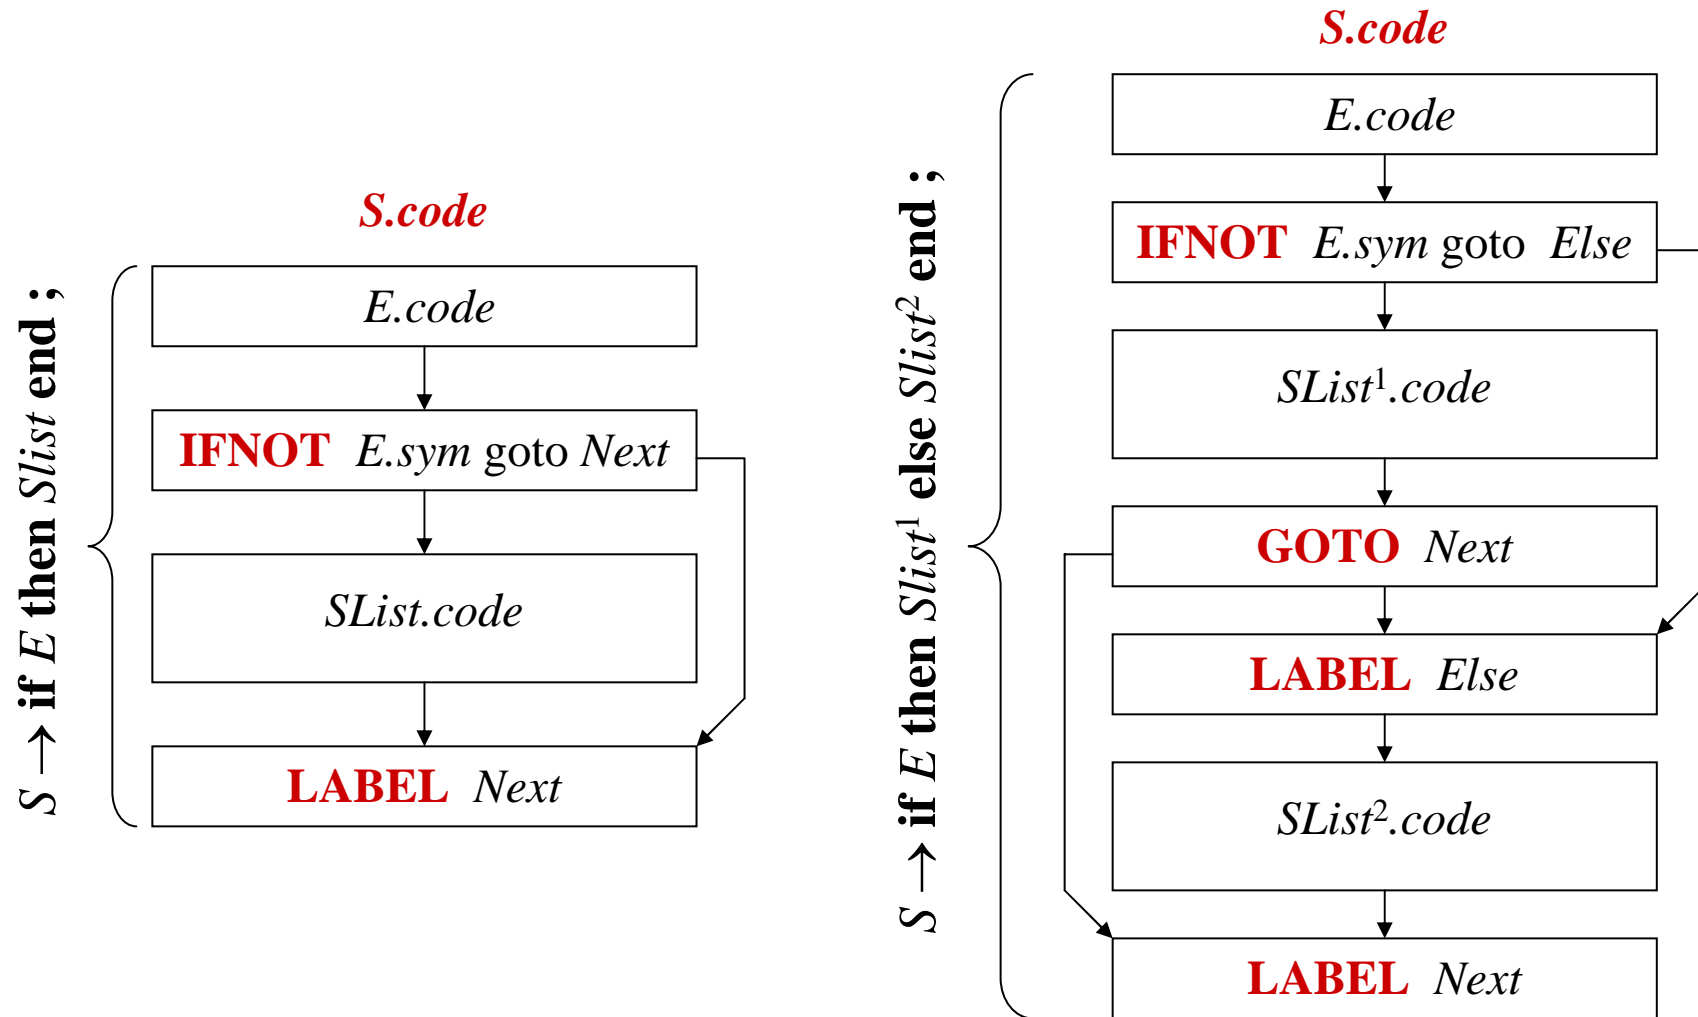 S → if E then Slist end ;
S.code
E.code
IFNOT E.sym goto Next
SList.code
LABEL Next
S → if E then Slist¹ else Slist² end ;
S.code
E.code
IFNOT E.sym goto Else
SList¹.code
GOTO Next
LABEL Else
SList².code
LABEL Next